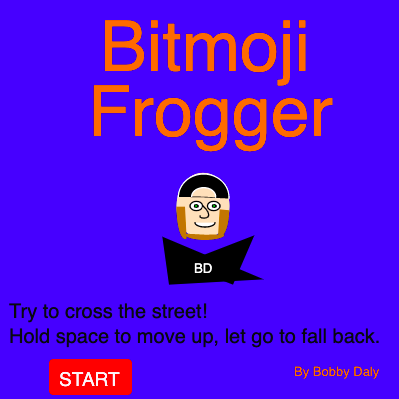 Bitmoji
Frogger
BD
Try to cross the street!
Hold space to move up, let go to fall back.
START
By Bobby Daly